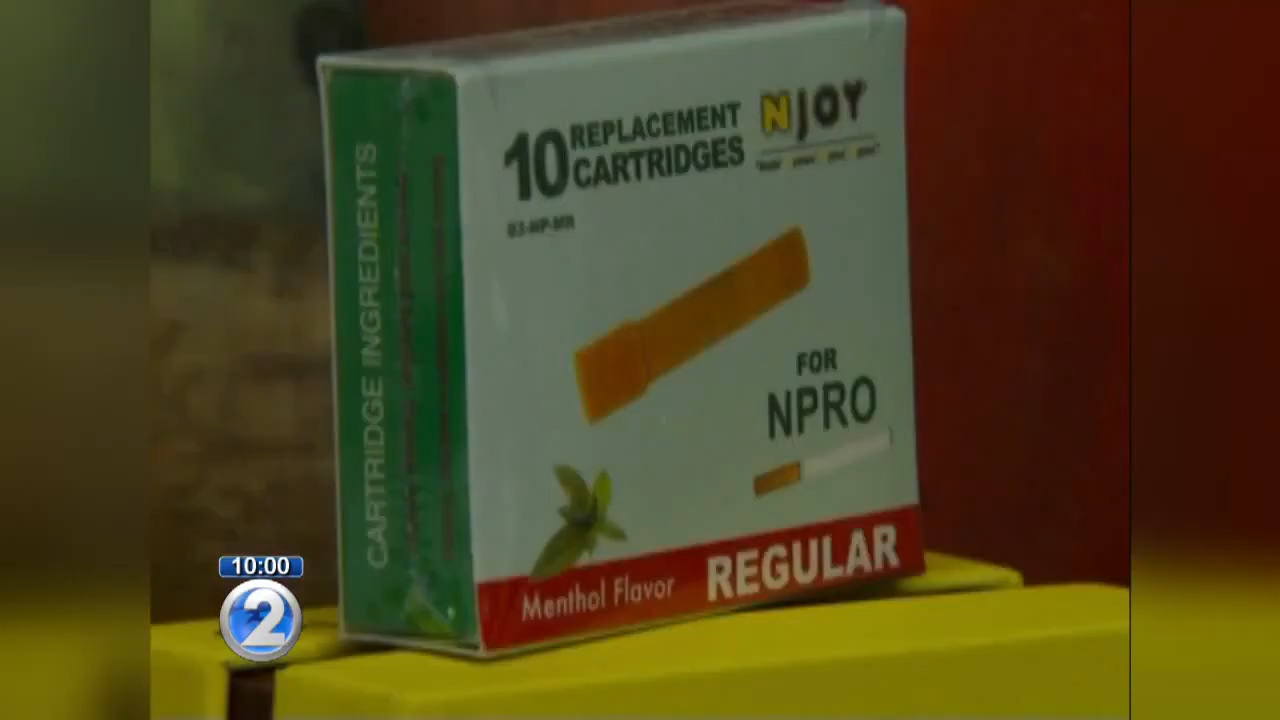 10 REPLACEMENT
CARTRIDGES
NJOY
FOR
NPRO
Menthol Flavor REGULAR
CARTRIDGE INGREDIENTS
10:00
2